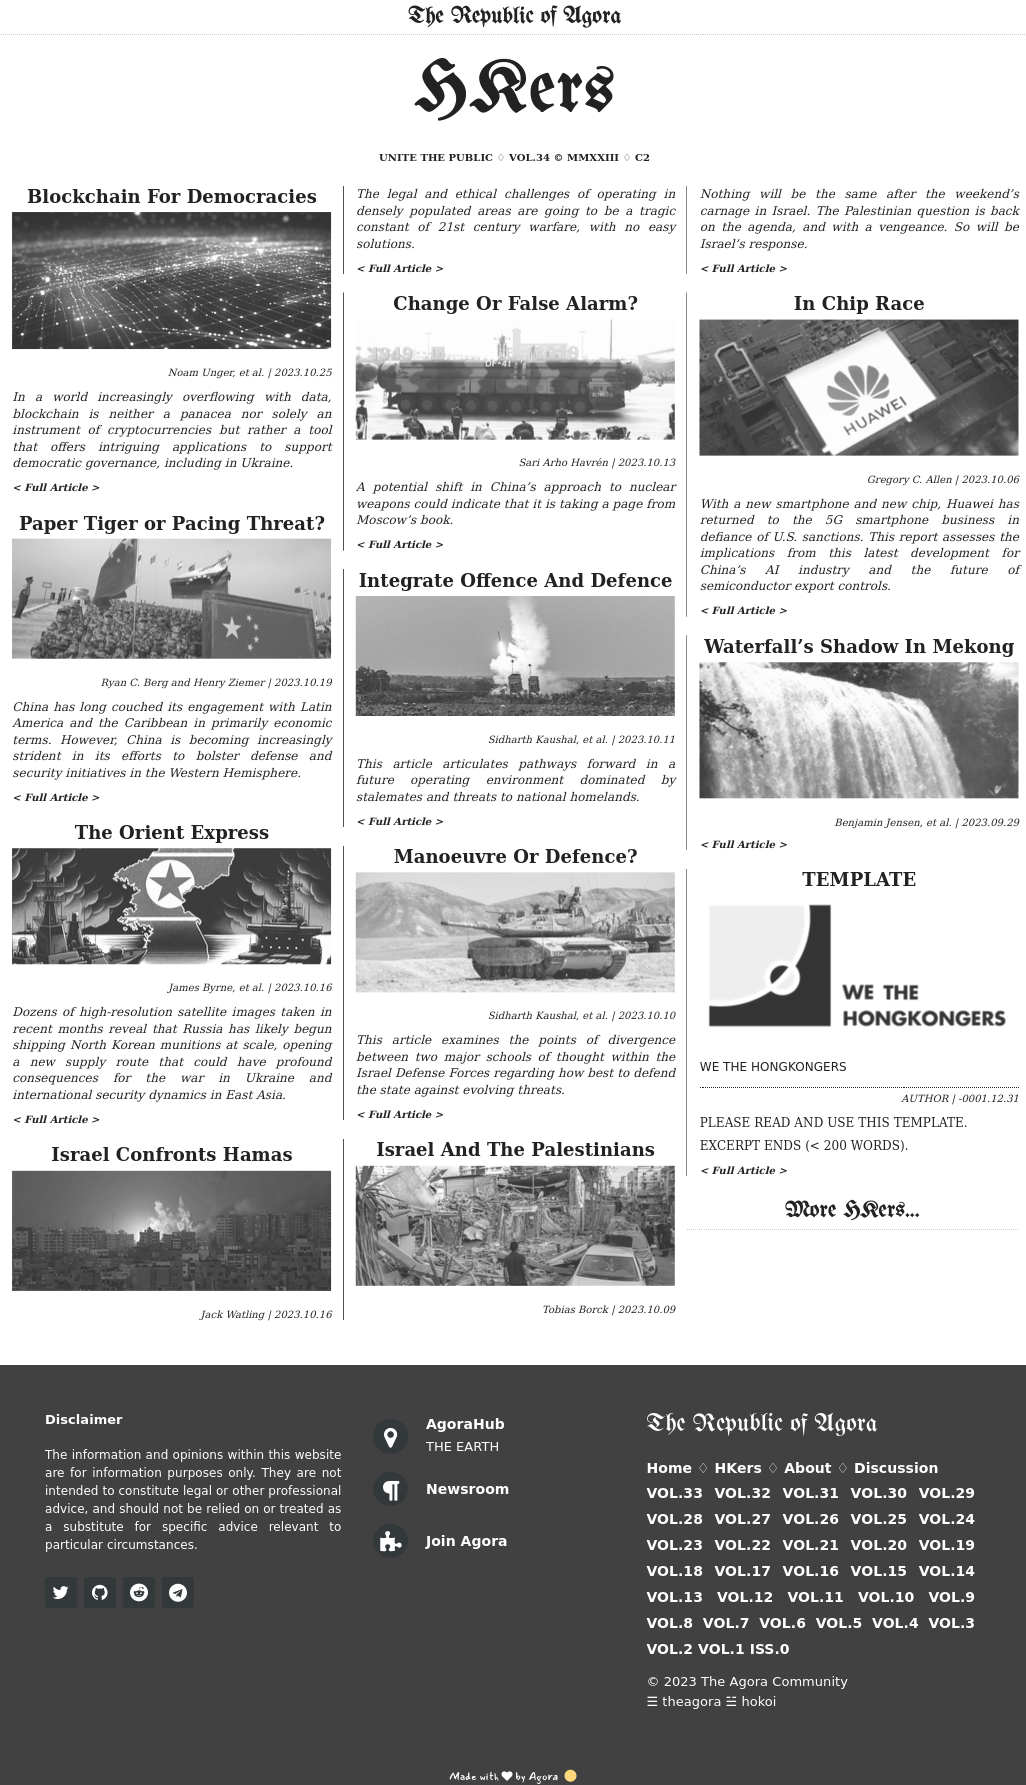 The Republic of Agora
HKers
UNITE THE PUBLIC ♢ VOL.34 © MMXXIII ♢ C2
Blockchain For Democracies
Noam Unger, et al. | 2023.10.25
In a world increasingly overflowing with data,
blockchain is neither a panacea nor solely an
instrument of cryptocurrencies but rather a tool
that offers intriguing applications to support
democratic governance, including in Ukraine.
< Full Article >
Paper Tiger or Pacing Threat?
Ryan C. Berg and Henry Ziemer | 2023.10.19
China has long couched its engagement with Latin
America and the Caribbean in primarily economic
terms. However, China is becoming increasingly
strident in its efforts to bolster defense and
security initiatives in the Western Hemisphere.
< Full Article >
The Orient Express
James Byrne, et al. | 2023.10.16
Dozens of high-resolution satellite images taken in
recent months reveal that Russia has likely begun
shipping North Korean munitions at scale, opening
a new supply route that could have profound
consequences for the war in Ukraine and
international security dynamics in East Asia.
< Full Article >
Israel Confronts Hamas
Jack Watling | 2023.10.16
The legal and ethical challenges of operating in
densely populated areas are going to be a tragic
constant of 21st century warfare, with no easy
solutions.
< Full Article >
Change Or False Alarm?
1949
DF-41
Sari Arho Havrén | 2023.10.13
A potential shift in China’s approach to nuclear
weapons could indicate that it is taking a page from
Moscow’s book.
< Full Article >
Integrate Offence And Defence
Sidharth Kaushal, et al. | 2023.10.11
This article articulates pathways forward in a
future operating environment dominated by
stalemates and threats to national homelands.
< Full Article >
Manoeuvre Or Defence?
Sidharth Kaushal, et al. | 2023.10.10
This article examines the points of divergence
between two major schools of thought within the
Israel Defense Forces regarding how best to defend
the state against evolving threats.
< Full Article >
Israel And The Palestinians
Tobias Borck | 2023.10.09
Nothing will be the same after the weekend’s
carnage in Israel. The Palestinian question is back
on the agenda, and with a vengeance. So will be
Israel’s response.
< Full Article >
In Chip Race
HUAWEI
Gregory C. Allen | 2023.10.06
With a new smartphone and new chip, Huawei has
returned to the 5G smartphone business in
defiance of U.S. sanctions. This report assesses the
implications from this latest development for
China’s AI industry and the future of
semiconductor export controls.
< Full Article >
Waterfall’s Shadow In Mekong
Benjamin Jensen, et al. | 2023.09.29
< Full Article >
TEMPLATE
WE THE
HONGKONGERS
WE THE HONGKONGERS
AUTHOR | -0001.12.31
PLEASE READ AND USE THIS TEMPLATE.
EXCERPT ENDS (< 200 WORDS).
< Full Article >
More HKers...
Disclaimer
The information and opinions within this website
are for information purposes only. They are not
intended to constitute legal or other professional
advice, and should not be relied on or treated as
a substitute for specific advice relevant to
particular circumstances.
AgoraHub
THE EARTH
Newsroom
Join Agora
The Republic of Agora
Home ♢ HKers ♢ About ♢ Discussion
VOL.33 VOL.32 VOL.31 VOL.30 VOL.29
VOL.28 VOL.27 VOL.26 VOL.25 VOL.24
VOL.23 VOL.22 VOL.21 VOL.20 VOL.19
VOL.18 VOL.17 VOL.16 VOL.15 VOL.14
VOL.13 VOL.12 VOL.11 VOL.10 VOL.9
VOL.8 VOL.7 VOL.6 VOL.5 VOL.4 VOL.3
VOL.2 VOL.1 ISS.0
© 2023 The Agora Community
☰ theagora ☱ hokoi
Made with ♥ by Agora